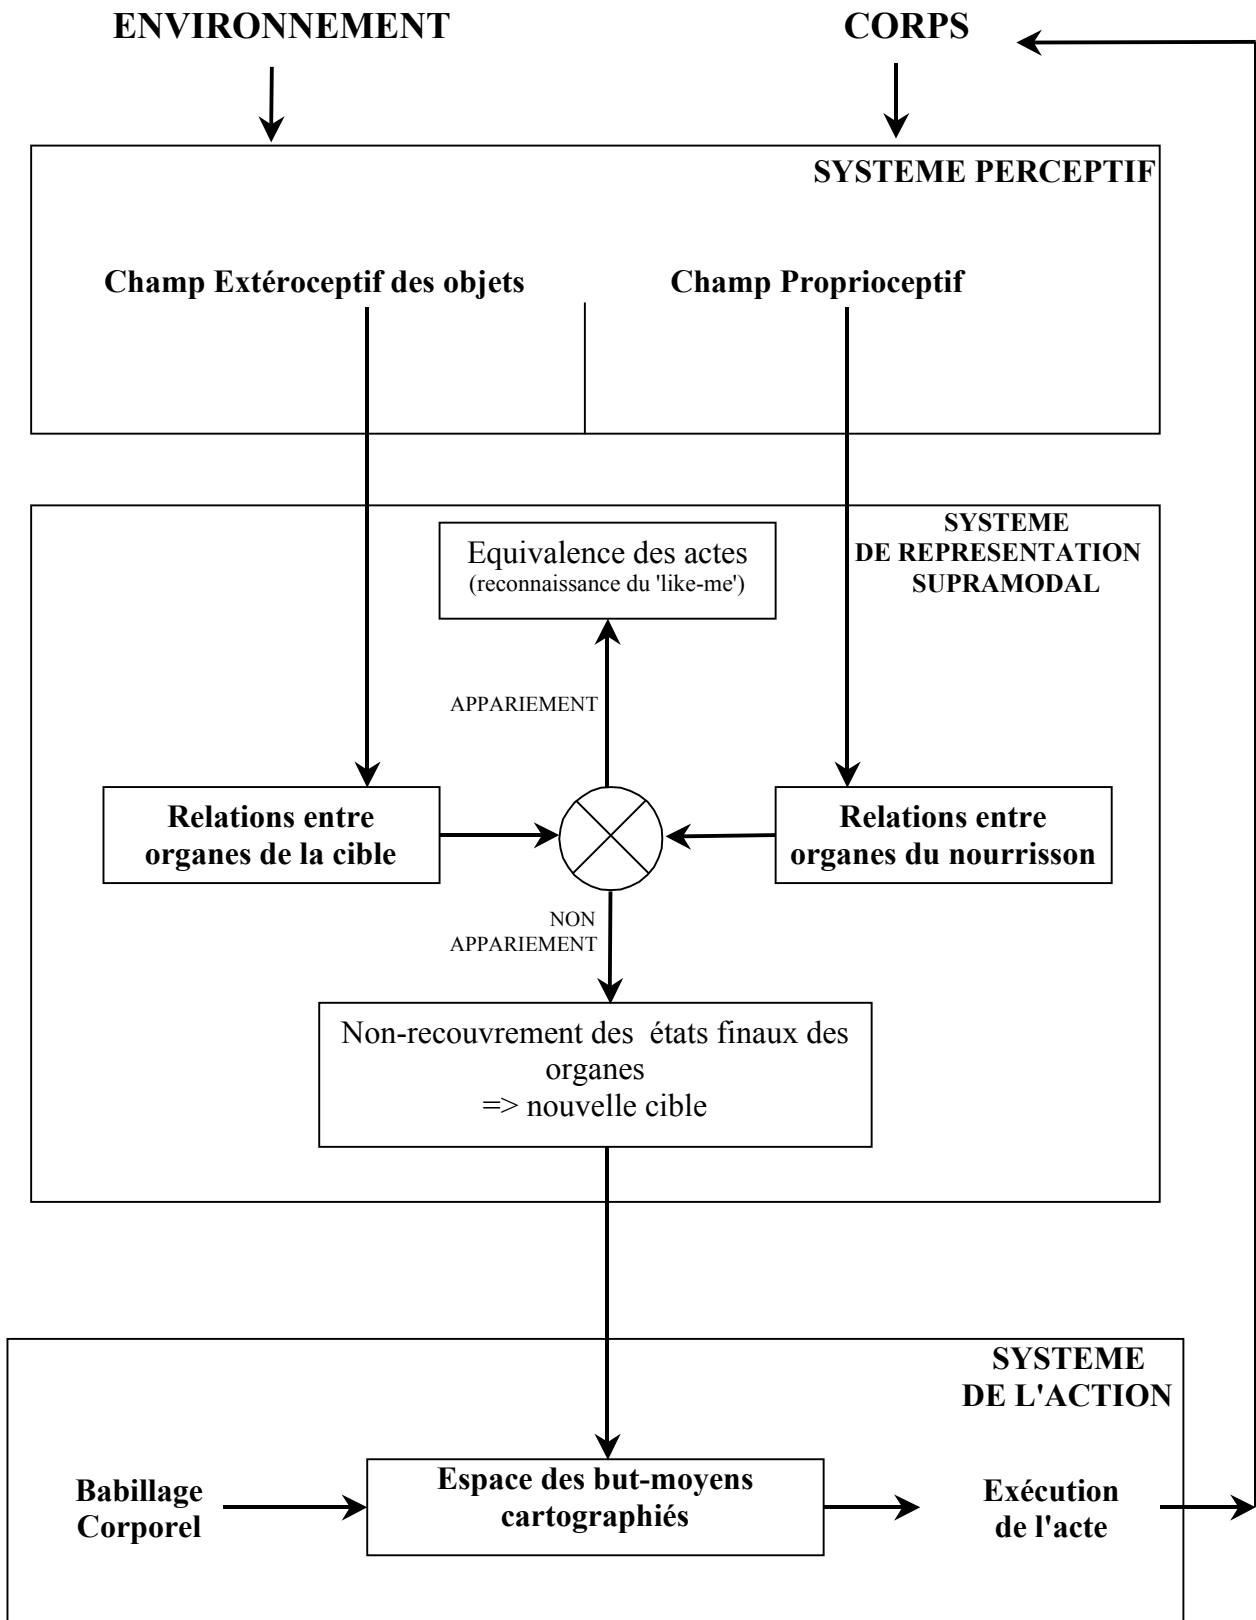 ENVIRONNEMENT
CORPS
SYSTEME PERCEPTIF
Champ Extéroceptif des objets
Champ Proprioceptif
SYSTEME
DE REPRESENTATION
SUPRAMODAL
Equivalence des actes
(reconnaissance du 'like-me')
APPARIEMENT
Relations entre
organes de la cible
Relations entre
organes du nourrisson
NON
APPARIEMENT
Non-recouvrement des états finaux des
organes
=> nouvelle cible
SYSTEME
DE L'ACTION
Babillage
Corporel
Espace des but-moyens
cartographiés
Exécution
de l'acte